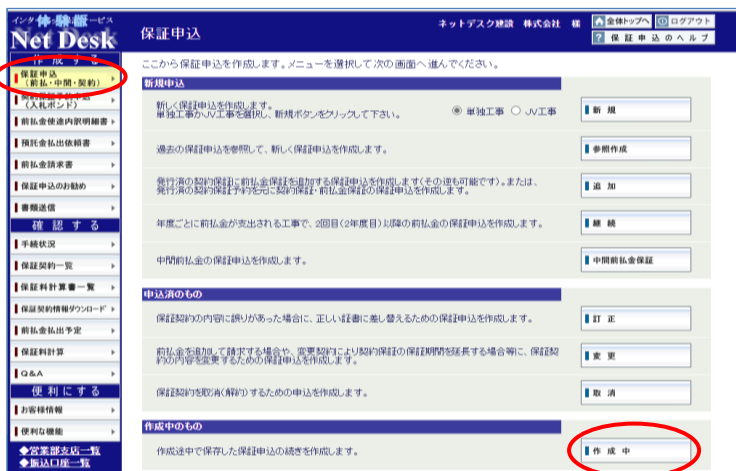 インタ 体験版 ービス
Net Desk
保証申込
ネットデスク建設 株式会社 様
全体トップへ
ログアウト
? 保証申込のヘルプ
作成する
保証申込
(前払・中間・契約)
(入札ボンド)
前払金使途内訳明細書
預託金払出依頼書
前払金請求書
保証申込のお勧め
書類送信
確認する
手続状況
保証契約一覧
保証料計算書一覧
保証契約情報ダウンロード
前払金払出予定
保証料計算
Q&A
便利にする
お客様情報
便利な機能
◆営業部支店一覧
◆振込口座一覧
ここから保証申込を作成します。メニューを選択して次の画面へ進んでください。
新規申込
新しく保証申込を作成します。
単独工事かJV工事を選択し、新規ボタンをクリックして下さい。
単独工事 JV工事
新規
過去の保証申込を参照して、新しく保証申込を作成します。
参照作成
発行済の契約保証に前払金保証を追加する保証申込を作成します(その逆も可能です)。または、
発行済の契約保証予約を元に契約保証・前払金保証の保証申込を作成します。
追加
年度ごとに前払金が支出される工事で、2回目(2年度目)以降の前払金の保証申込を作成します。
継続
中間前払金の保証申込を作成します。
中間前払金保証
申込済のもの
保証契約の内容に誤りがあった場合に、正しい証書に差し替えるための保証申込を作成します。
訂正
前払金を追加して請求する場合や、変更契約により契約保証の保証期間を延長する場合等に、保証契
約の内容を変更するための保証申込を作成します。
変更
保証契約を取消(解約)するための申込を作成します。
取消
作成中のもの
作成途中で保存した保証申込の続きを作成します。
作成中